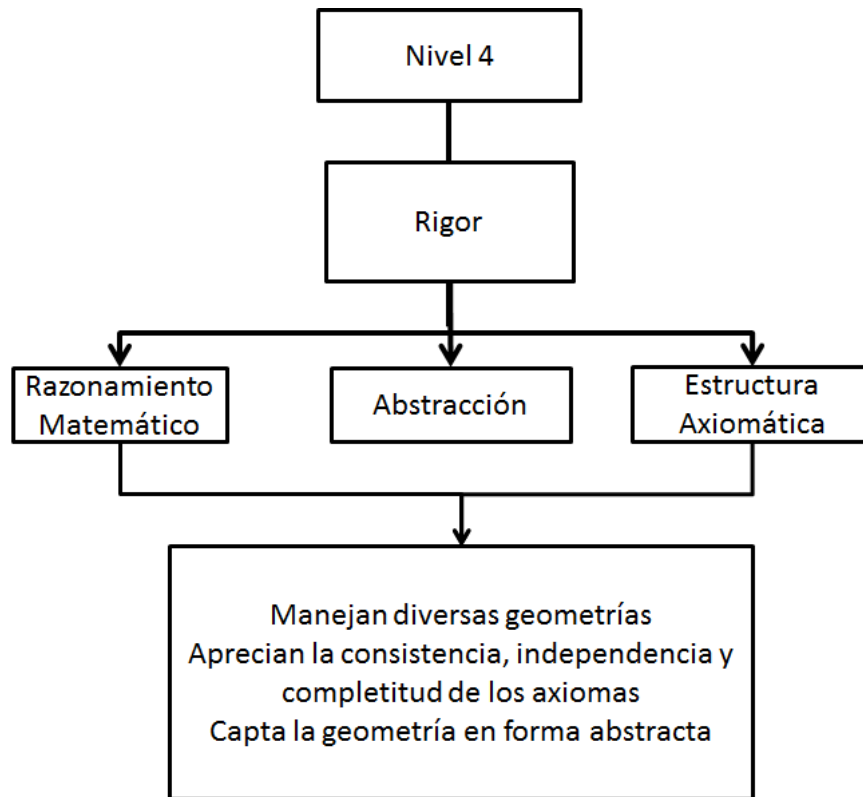 Nivel 4
Rigor
Razonamiento
Matemático
Abstracción
Estructura
Axiomática
Manejan diversas geometrías
Aprecian la consistencia, independencia y
completitud de los axiomas
Capta la geometría en forma abstracta